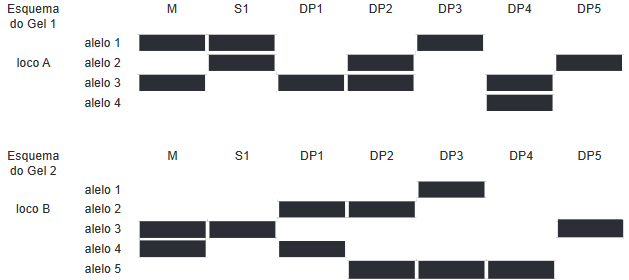 Esquema do Gel 1 M S1 DP1 DP2 DP3 DP4 DP5
alelo 1
loco A alelo 2
alelo 3
alelo 4
Esquema do Gel 2 M S1 DP1 DP2 DP3 DP4 DP5
alelo 1
loco B alelo 2
alelo 3
alelo 4
alelo 5